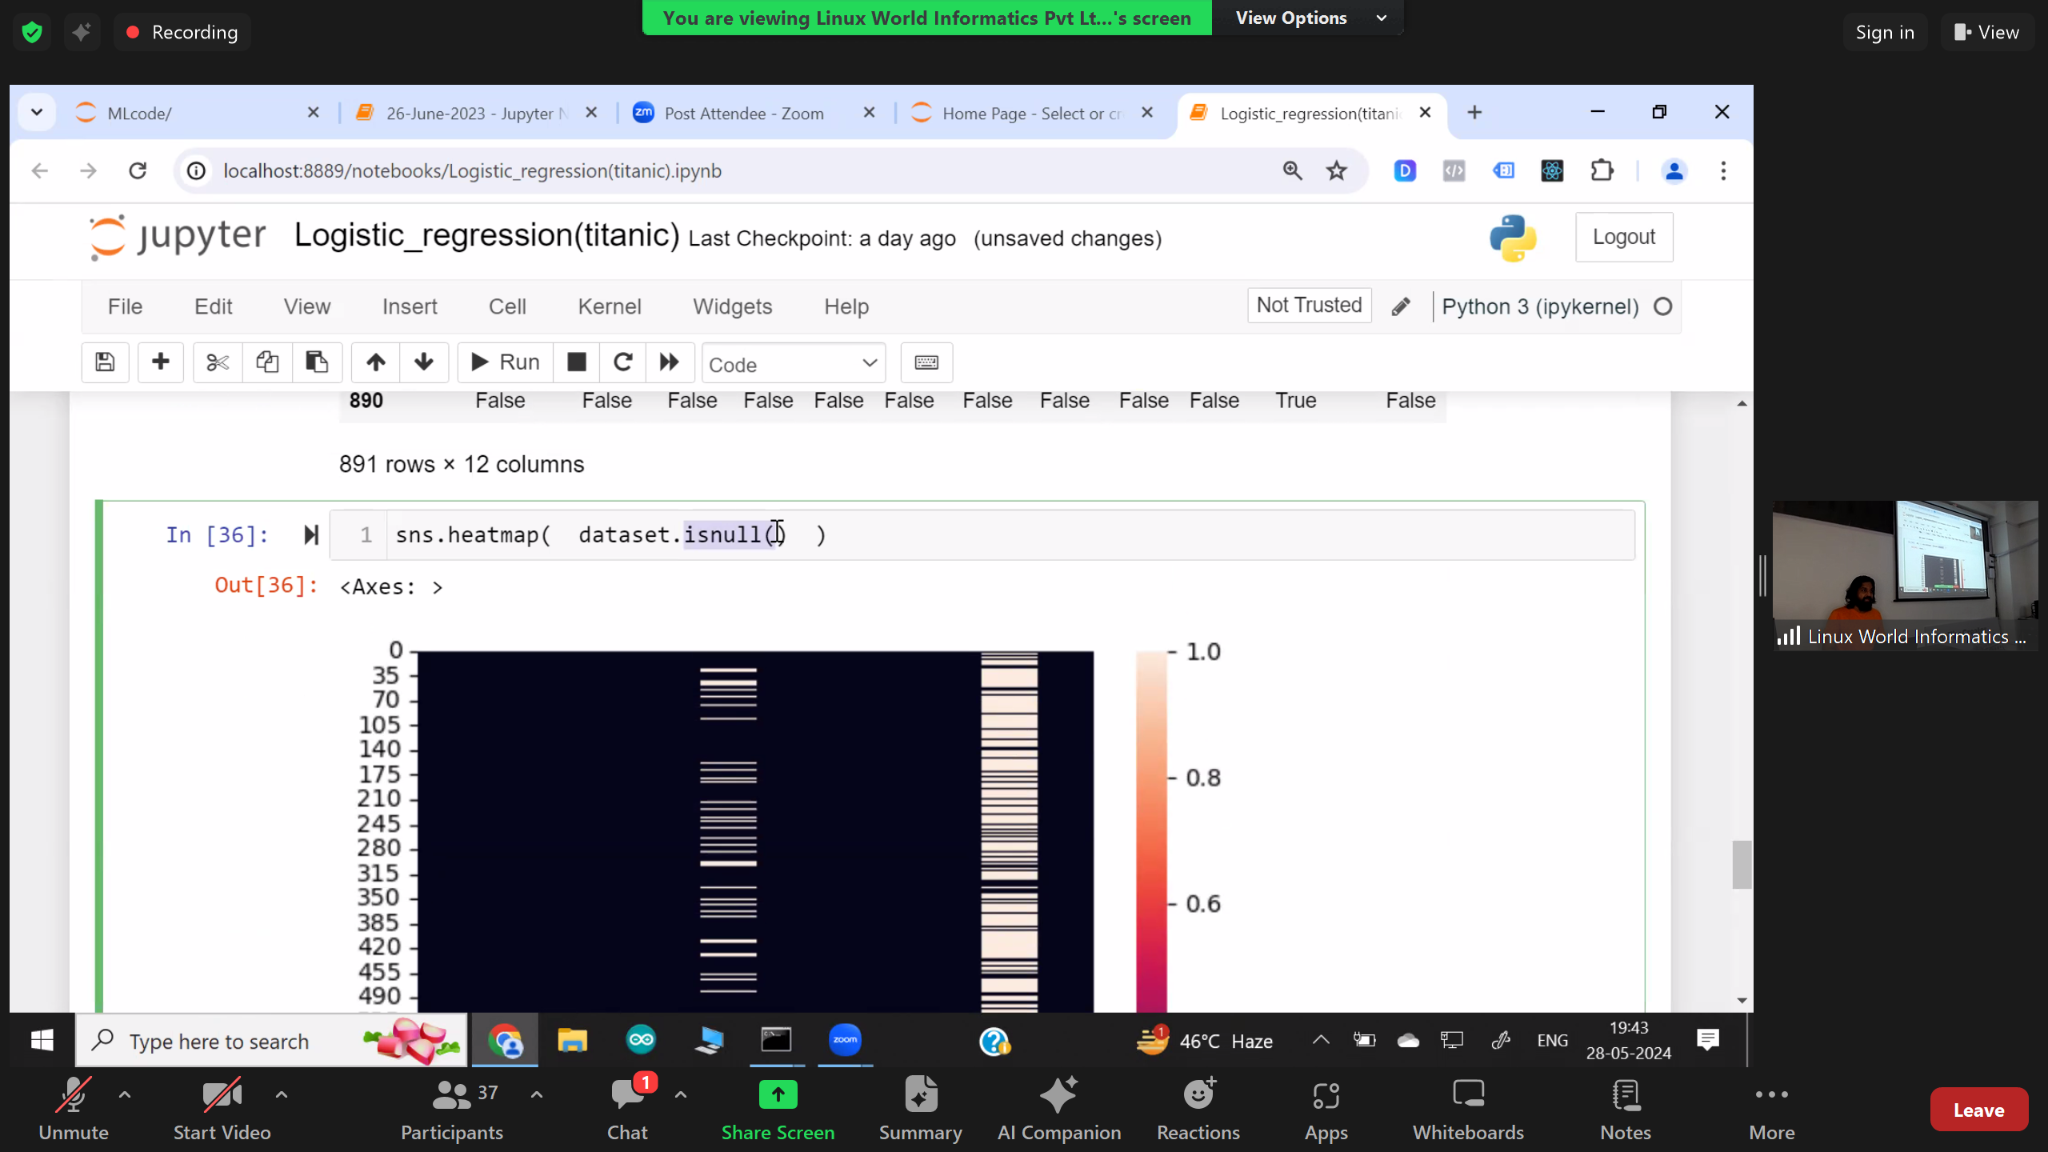 You are viewing Linux World Informatics Pvt Lt...'s screen
View Options
Recording
Sign in
View
MLcode/
26-June-2023 - Jupyter N
Post Attendee - Zoom
Home Page - Select or cr
Logistic_regression(titani
localhost:8889/notebooks/Logistic_regression(titanic).ipynb
jupyter
Logistic_regression(titanic) Last Checkpoint: a day ago (unsaved changes)
Logout
File Edit View Insert Cell Kernel Widgets Help
Not Trusted
Python 3 (ipykernel)
Run
Code
890 False False False False False False False False False False True False
891 rows × 12 columns
In [36]:
1 sns.heatmap( dataset.isnull() )
Out[36]: <Axes: >
0
35
70
105
140
175
210
245
280
315
350
385
420
455
490
1.0
0.8
0.6
Linux World Informatics ...
Type here to search
zoom
1
46°C Haze
ENG
19:43
28-05-2024
Unmute
Start Video
37
Participants
1
Chat
Share Screen
Summary
AI Companion
Reactions
Apps
Whiteboards
Notes
More
Leave